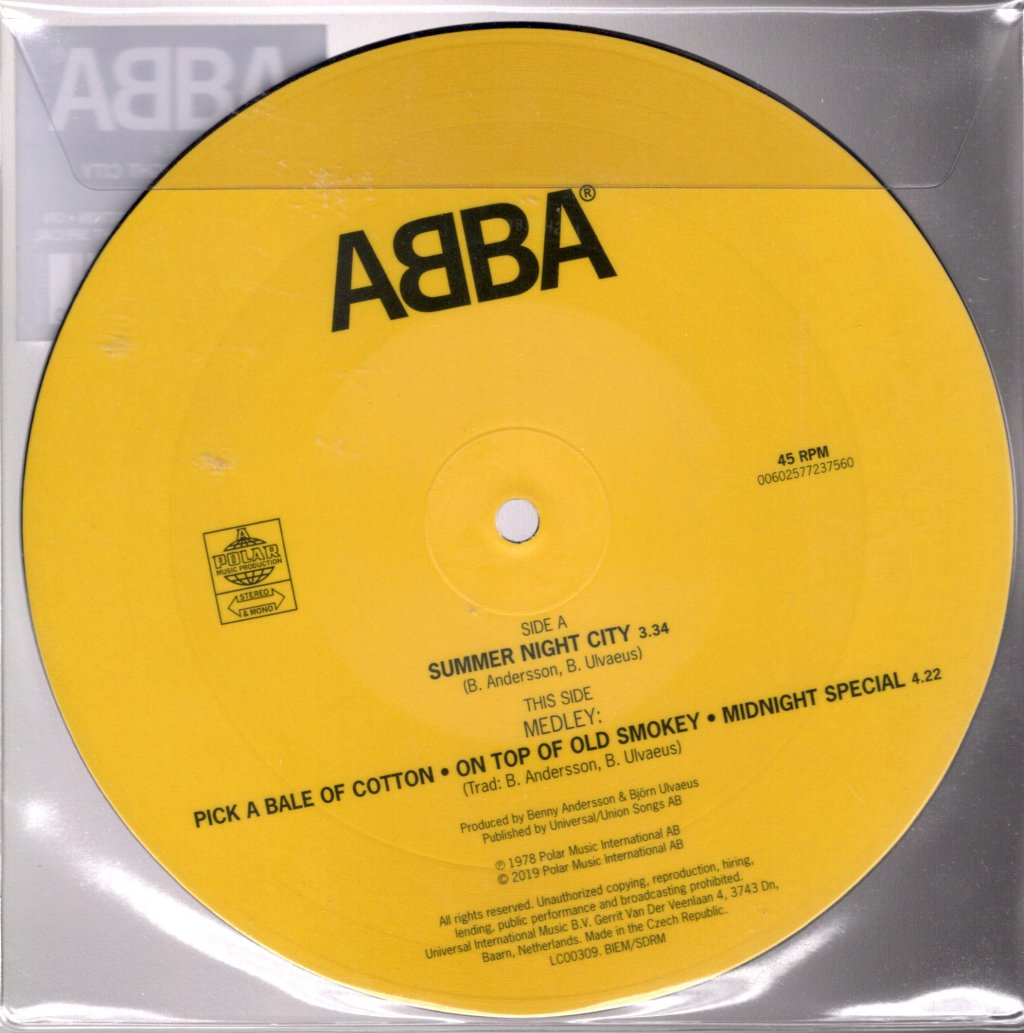 ABBA
CITY
ABBA®
45 RPM
00602577237560
A
POLAR
MUSIC PRODUCTION
STEREO
& MONO
SIDE A
SUMMER NIGHT CITY 3.34
(B. Andersson, B. Ulvaeus)
THIS SIDE
MEDLEY:
PICK A BALE OF COTTON • ON TOP OF OLD SMOKEY • MIDNIGHT SPECIAL 4.22
(Trad: B. Andersson, B. Ulvaeus)
Produced by Benny Andersson & Björn Ulvaeus
Published by Universal/Union Songs AB
℗ 1978 Polar Music International AB
© 2019 Polar Music International AB
All rights reserved. Unauthorized copying, reproduction, hiring,
lending, public performance and broadcasting prohibited.
Universal International Music B.V. Gerrit Van Der Veenlaan 4, 3743 Dn,
Baarn, Netherlands. Made in the Czech Republic.
LC00309. BIEM/SDRM